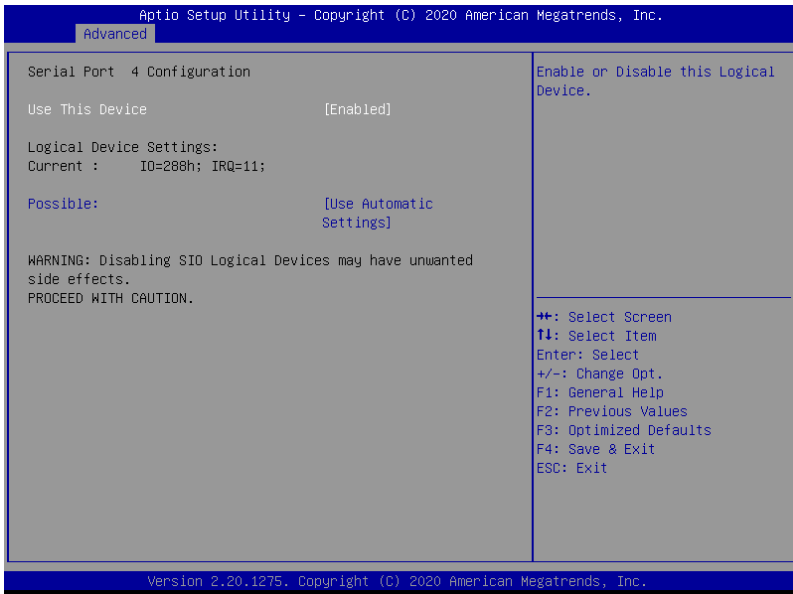 Aptio Setup Utility – Copyright (C) 2020 American Megatrends, Inc.
Advanced
Serial Port 4 Configuration
Use This Device [Enabled]
Logical Device Settings:
Current : IO=288h; IRQ=11;
Possible: [Use Automatic
Settings]
WARNING: Disabling SIO Logical Devices may have unwanted
side effects.
PROCEED WITH CAUTION.
Enable or Disable this Logical
Device.
→←: Select Screen
↑↓: Select Item
Enter: Select
+/-: Change Opt.
F1: General Help
F2: Previous Values
F3: Optimized Defaults
F4: Save & Exit
ESC: Exit
Version 2.20.1275. Copyright (C) 2020 American Megatrends, Inc.